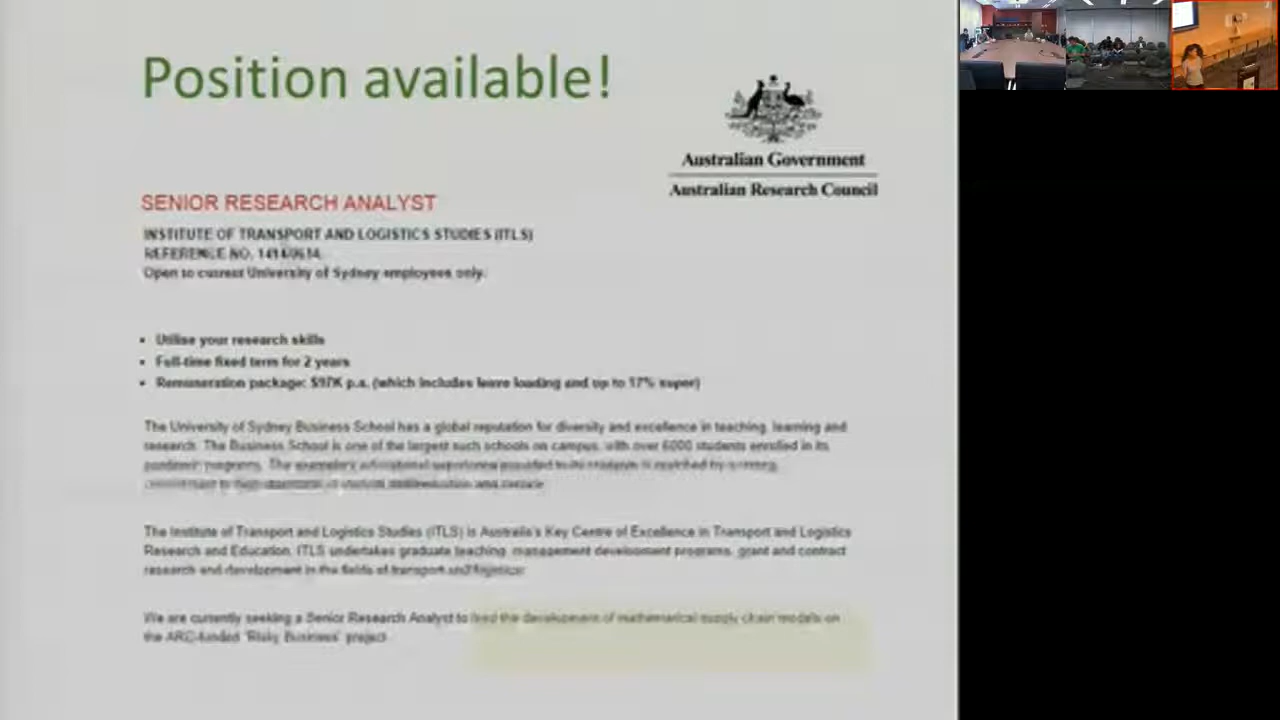 Position available!
Australian Government
Australian Research Council
SENIOR RESEARCH ANALYST
INSTITUTE OF TRANSPORT AND LOGISTICS STUDIES (ITLS)
REFERENCE NO.
Open to current University of Sydney employees only.
• Utilise your research skills
• Full-time fixed term for 2 years
• Remuneration package: $97K p.a. (which includes leave loading and up to 17% super)
The University of Sydney Business School has a global reputation for diversity and excellence in teaching, learning and
research. The Business School is one of the largest such schools on campus, with over 6000 students enrolled in its
programs. The
and
The Institute of Transport and Logistics Studies (ITLS) is Australia's Key Centre of Excellence in Transport and Logistics
Research and Education. ITLS undertakes graduate teaching, management development programs, grant and contract
research and development in the fields of transport and logistics.
We are currently seeking a Senior Research Analyst to lead the development of mathematical supply chain models on
the ARC-funded 'Risky Business' project